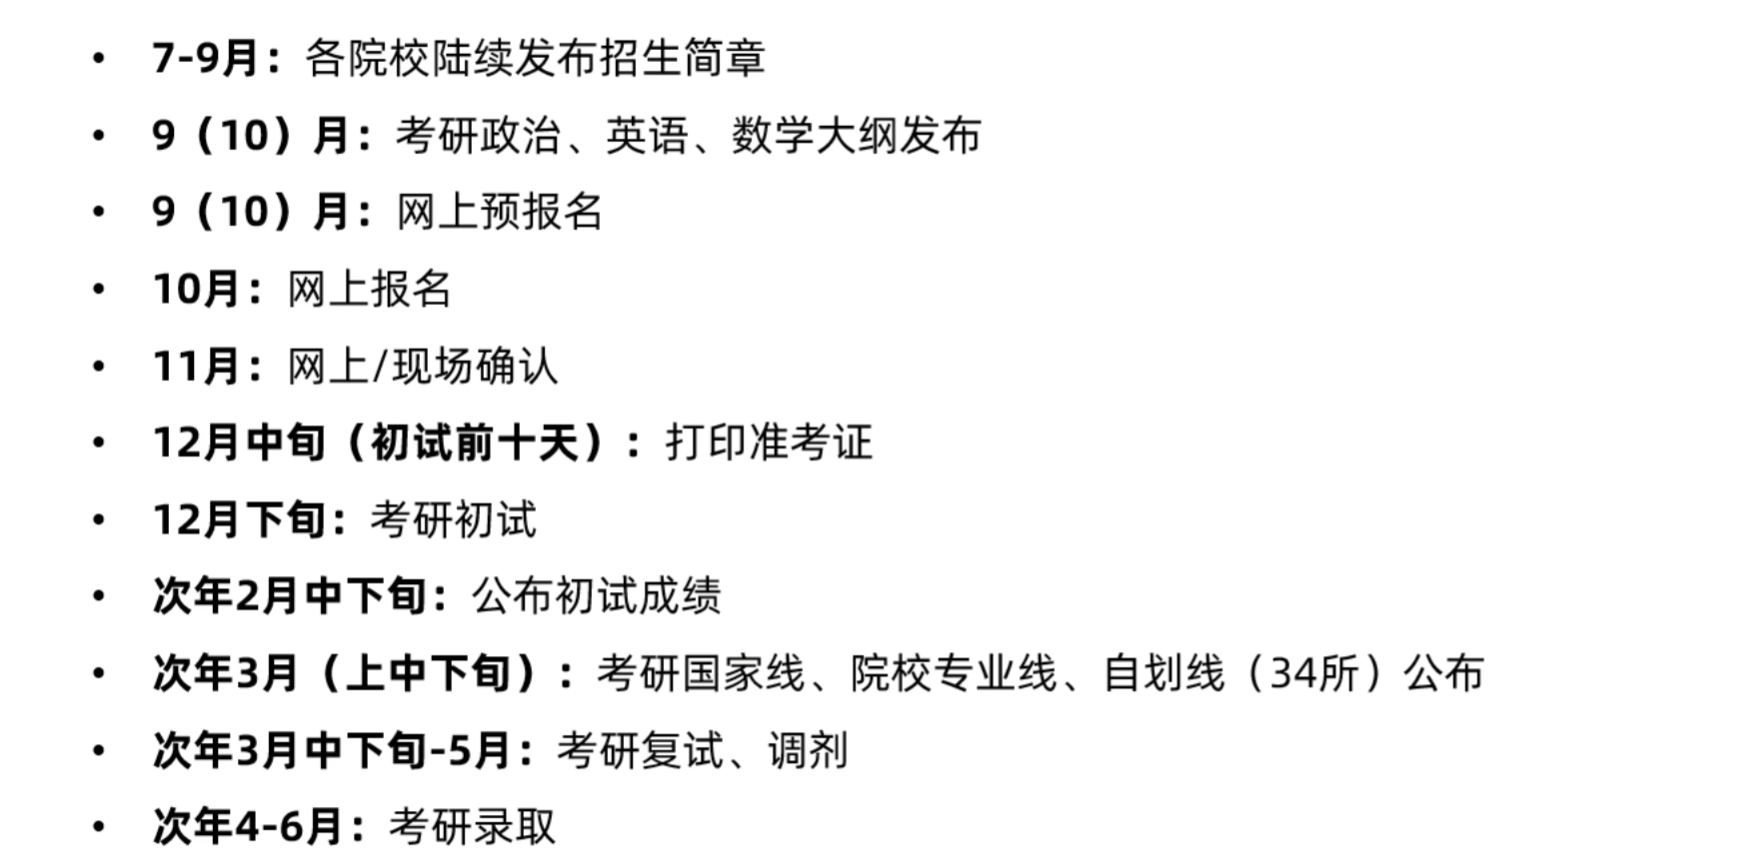 • 7-9月：各院校陆续发布招生简章
• 9（10）月：考研政治、英语、数学大纲发布
• 9（10）月：网上预报名
• 10月：网上报名
• 11月：网上/现场确认
• 12月中旬（初试前十天）：打印准考证
• 12月下旬：考研初试
• 次年2月中下旬：公布初试成绩
• 次年3月（上中下旬）：考研国家线、院校专业线、自划线（34所）公布
• 次年3月中下旬-5月：考研复试、调剂
• 次年4-6月：考研录取